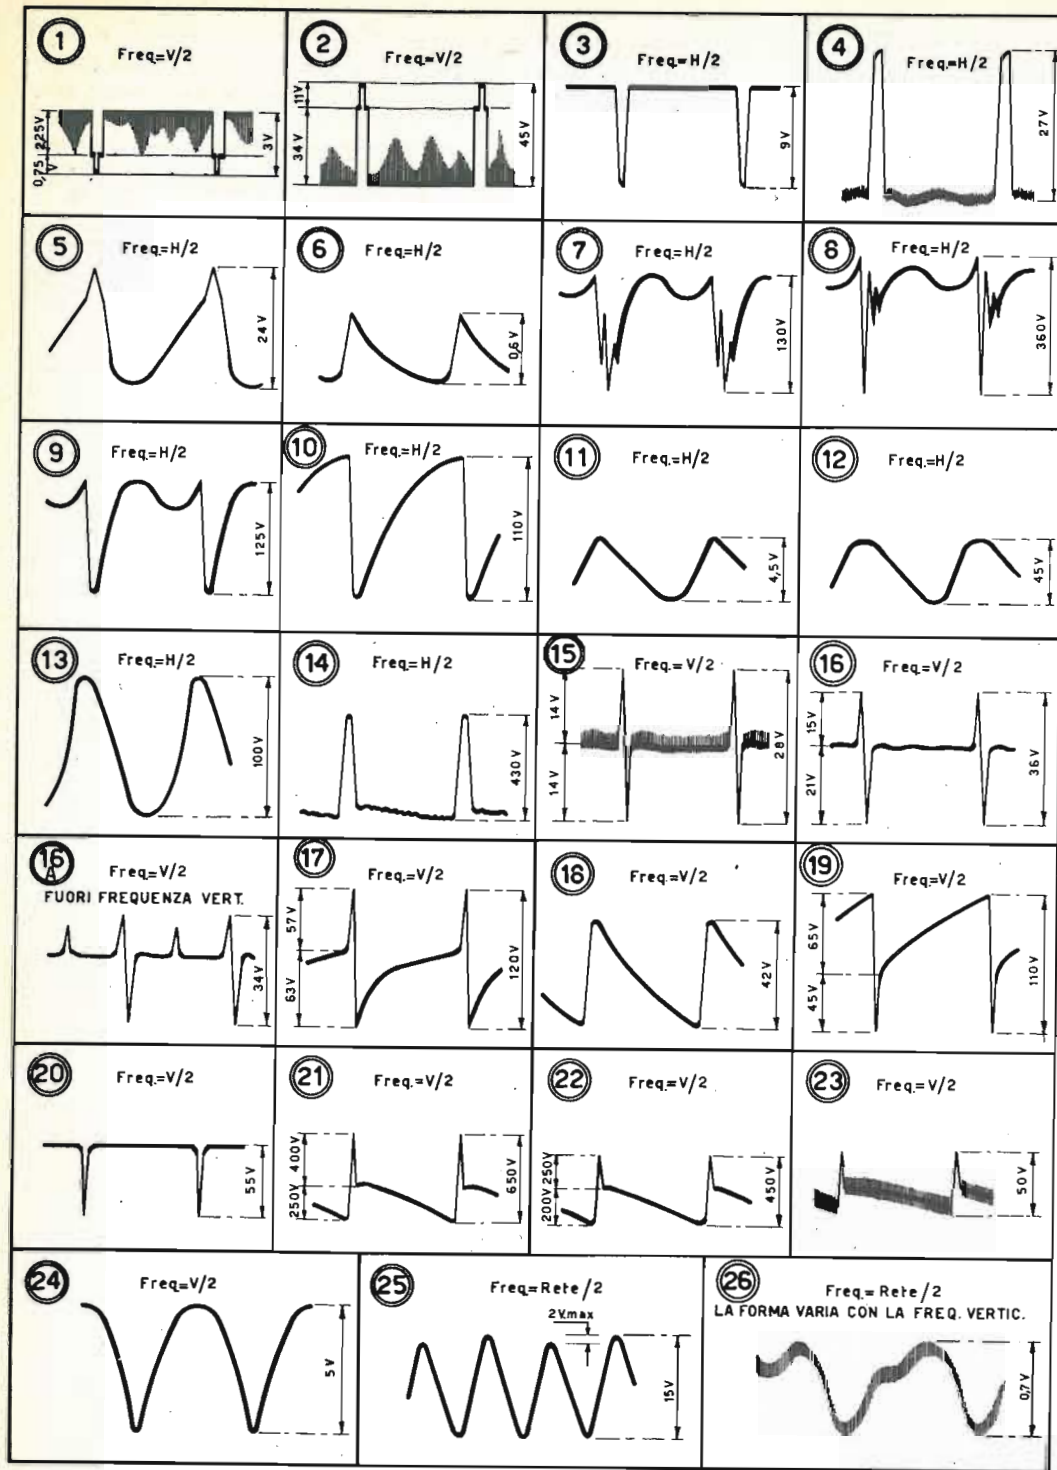 1
Freq.=V/2
2,25V
0,75 V
3V
2
Freq.=V/2
11V
34V
45V
3
Freq.=H/2
9V
4
Freq.=H/2
27V
5
Freq.=H/2
24V
6
Freq.=H/2
0,6V
7
Freq.=H/2
130V
8
Freq.=H/2
360V
9
Freq.=H/2
125V
10
Freq.=H/2
110V
11
Freq.=H/2
4,5V
12
Freq.=H/2
45V
13
Freq.=H/2
100V
14
Freq.=H/2
430V
15
Freq.=V/2
14V
14V
28V
16
Freq.=V/2
15V
21V
36V
16A
Freq.=V/2
FUORI FREQUENZA VERT.
34V
17
Freq.=V/2
57V
63V
120V
18
Freq.=V/2
42V
19
Freq.=V/2
65V
45V
110V
20
Freq.=V/2
55V
21
Freq.=V/2
400V
250V
650V
22
Freq.=V/2
250V
200V
450V
23
Freq.=V/2
50V
24
Freq.=V/2
5V
25
Freq.=Rete/2
2V.max
15V
26
Freq.=Rete/2
LA FORMA VARIA CON LA FREQ. VERTIC.
0,7V